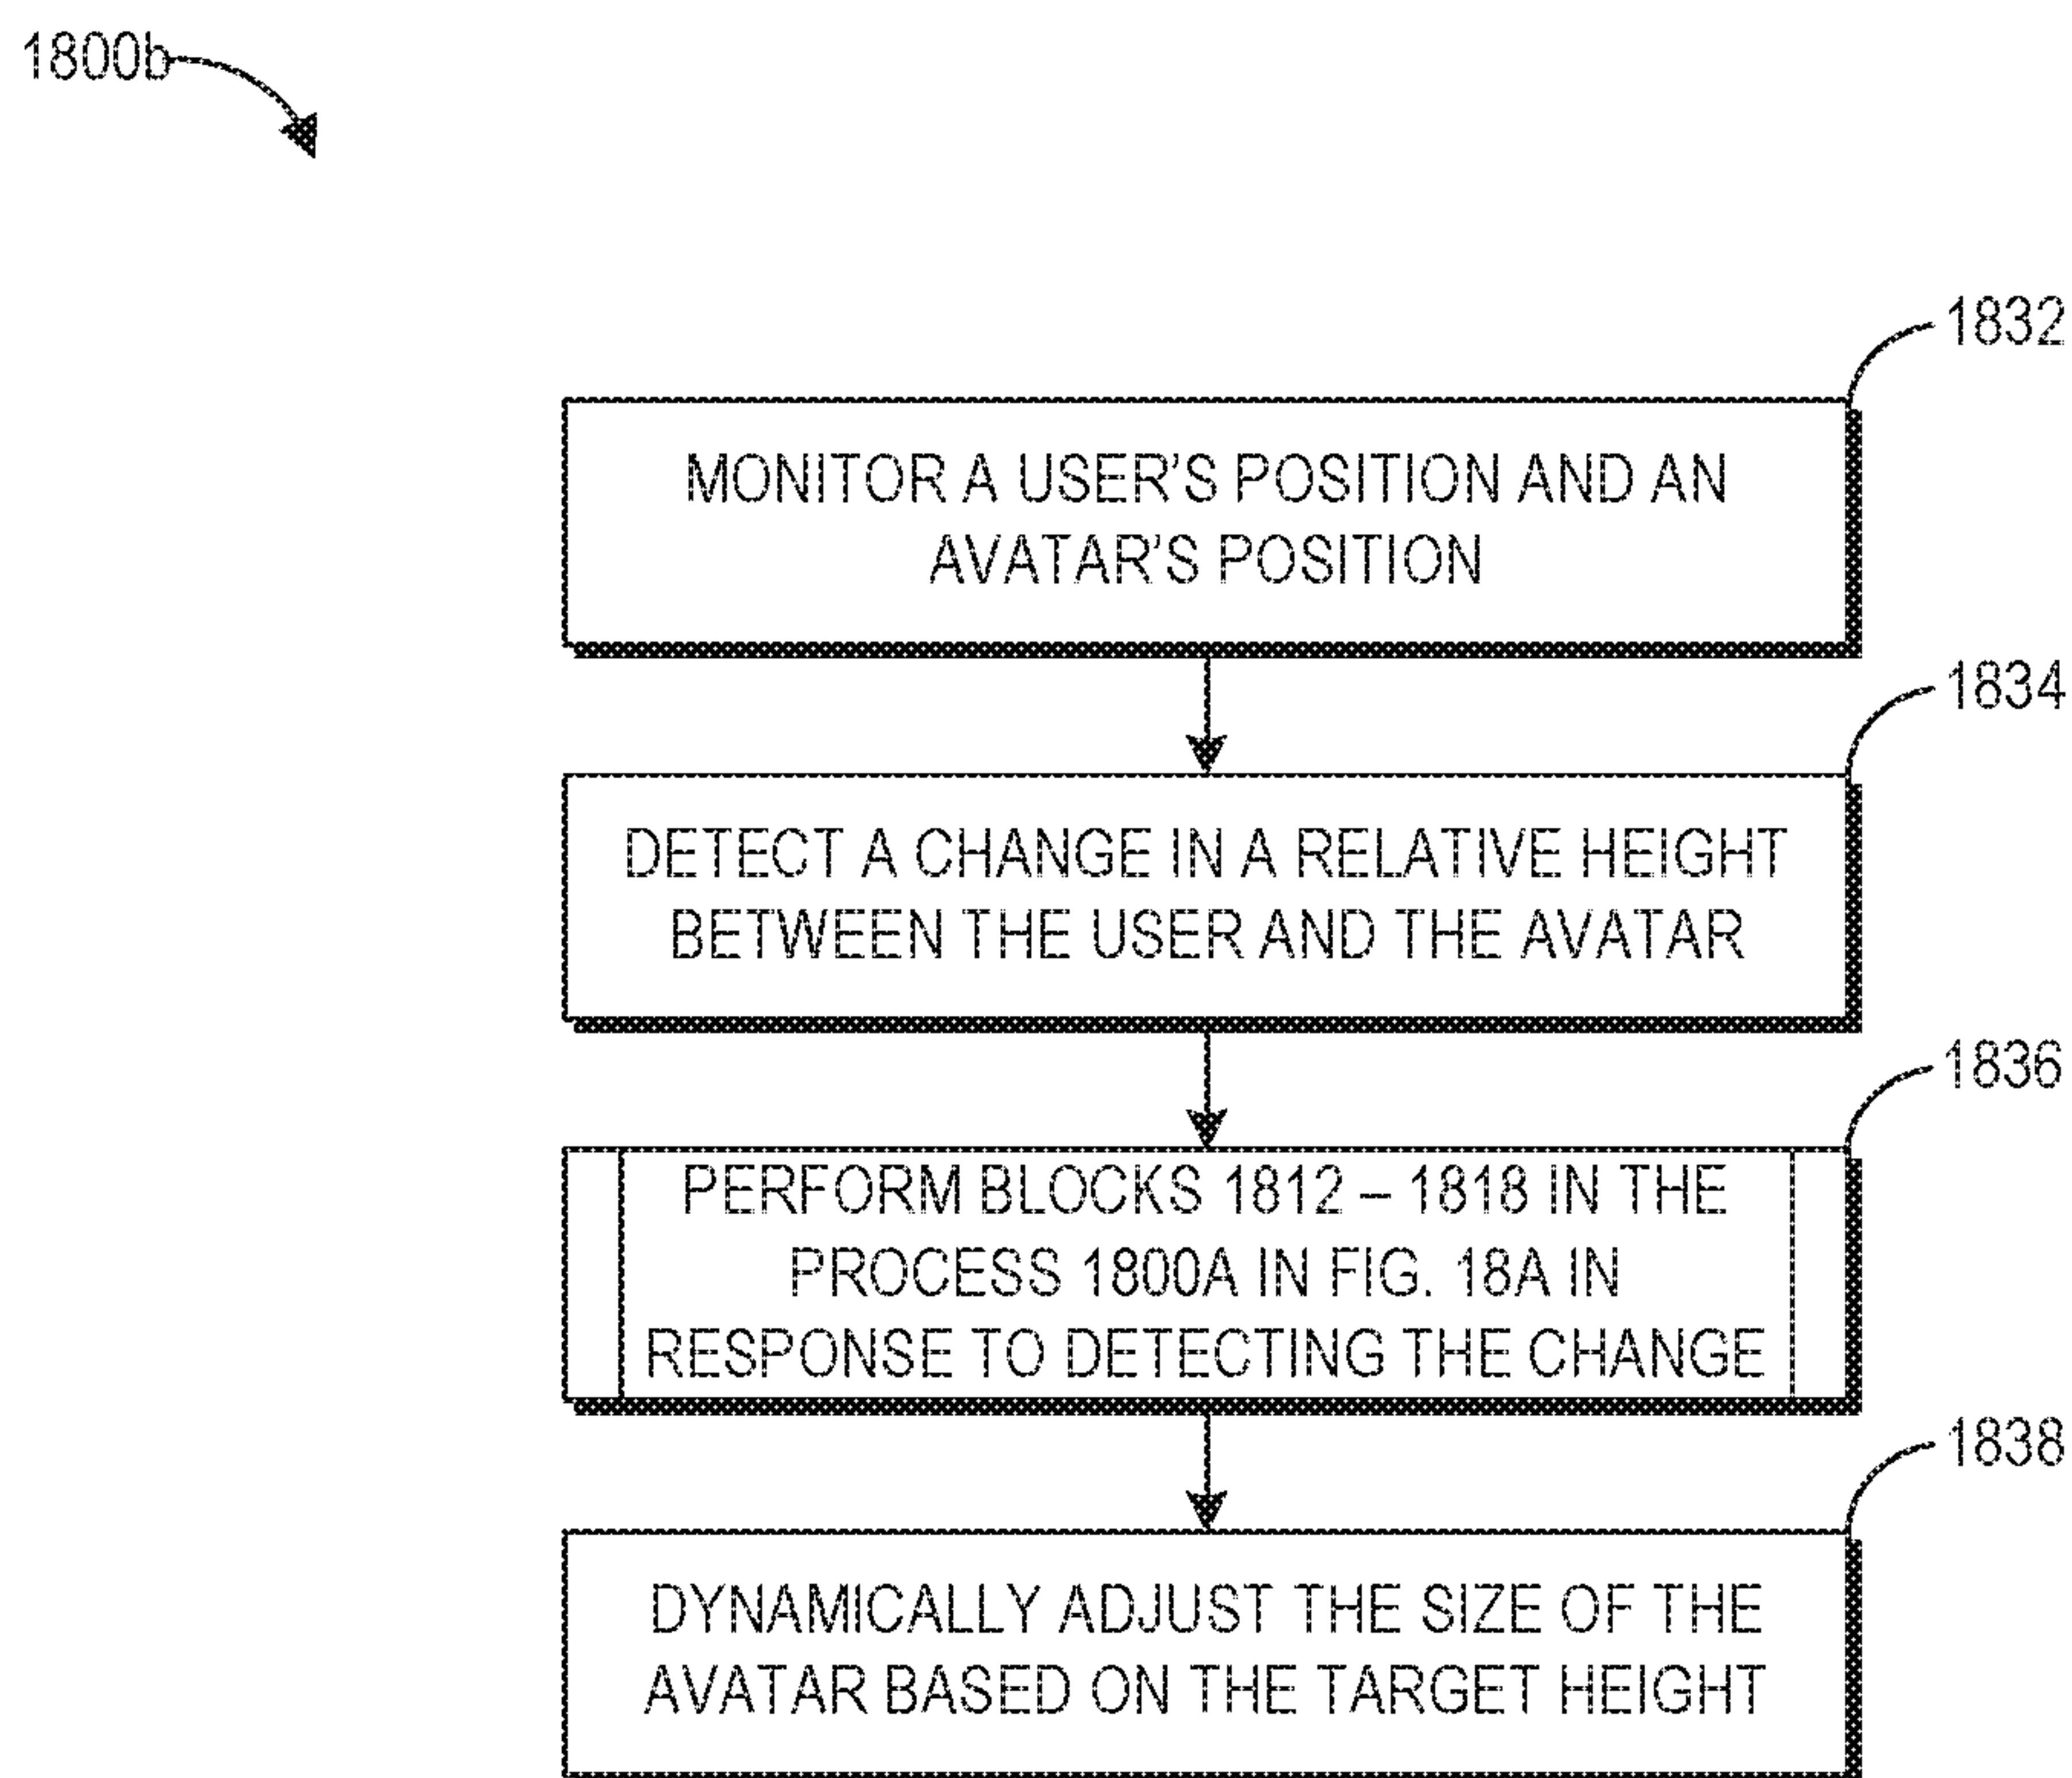 1800b
1832
MONITOR A USER'S POSITION AND AN
AVATAR'S POSITION
1834
DETECT A CHANGE IN A RELATIVE HEIGHT
BETWEEN THE USER AND THE AVATAR
1836
PERFORM BLOCKS 1812 – 1818 IN THE
PROCESS 1800A IN FIG. 18A IN
RESPONSE TO DETECTING THE CHANGE
1838
DYNAMICALLY ADJUST THE SIZE OF THE
AVATAR BASED ON THE TARGET HEIGHT